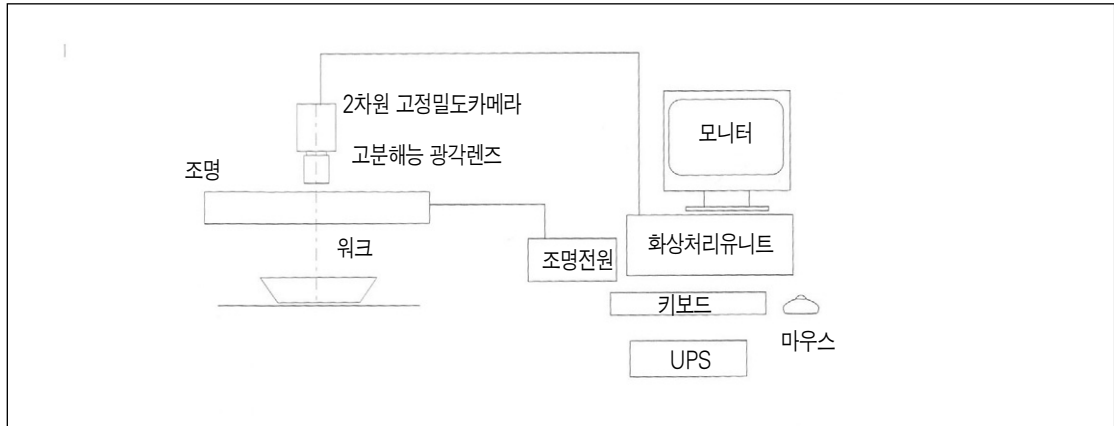 2차원 고정밀도카메라
고분해능 광각렌즈
조명
워크
조명전원
모니터
화상처리유니트
키보드
마우스
UPS